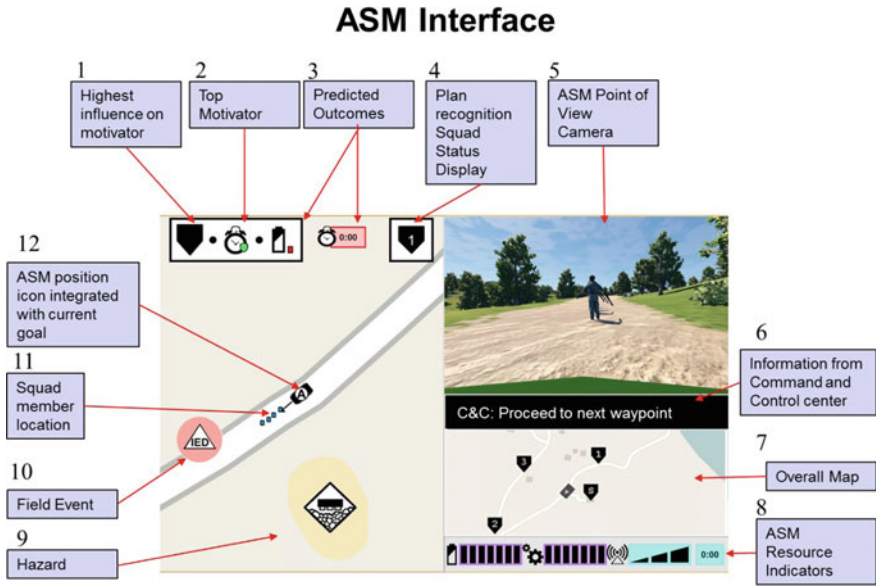 ASM Interface
1
Highest
influence on
motivator
2
Top
Motivator
3
Predicted
Outcomes
4
Plan
recognition
Squad
Status
Display
5
ASM Point of
View
Camera
0:00
1
12
ASM position
icon integrated
with current
goal
A
11
Squad
member
location
IED
10
Field Event
9
Hazard
6
Information from
Command and
Control center
C&C: Proceed to next waypoint
7
Overall Map
3
1
S
2
8
ASM
Resource
Indicators
0:00